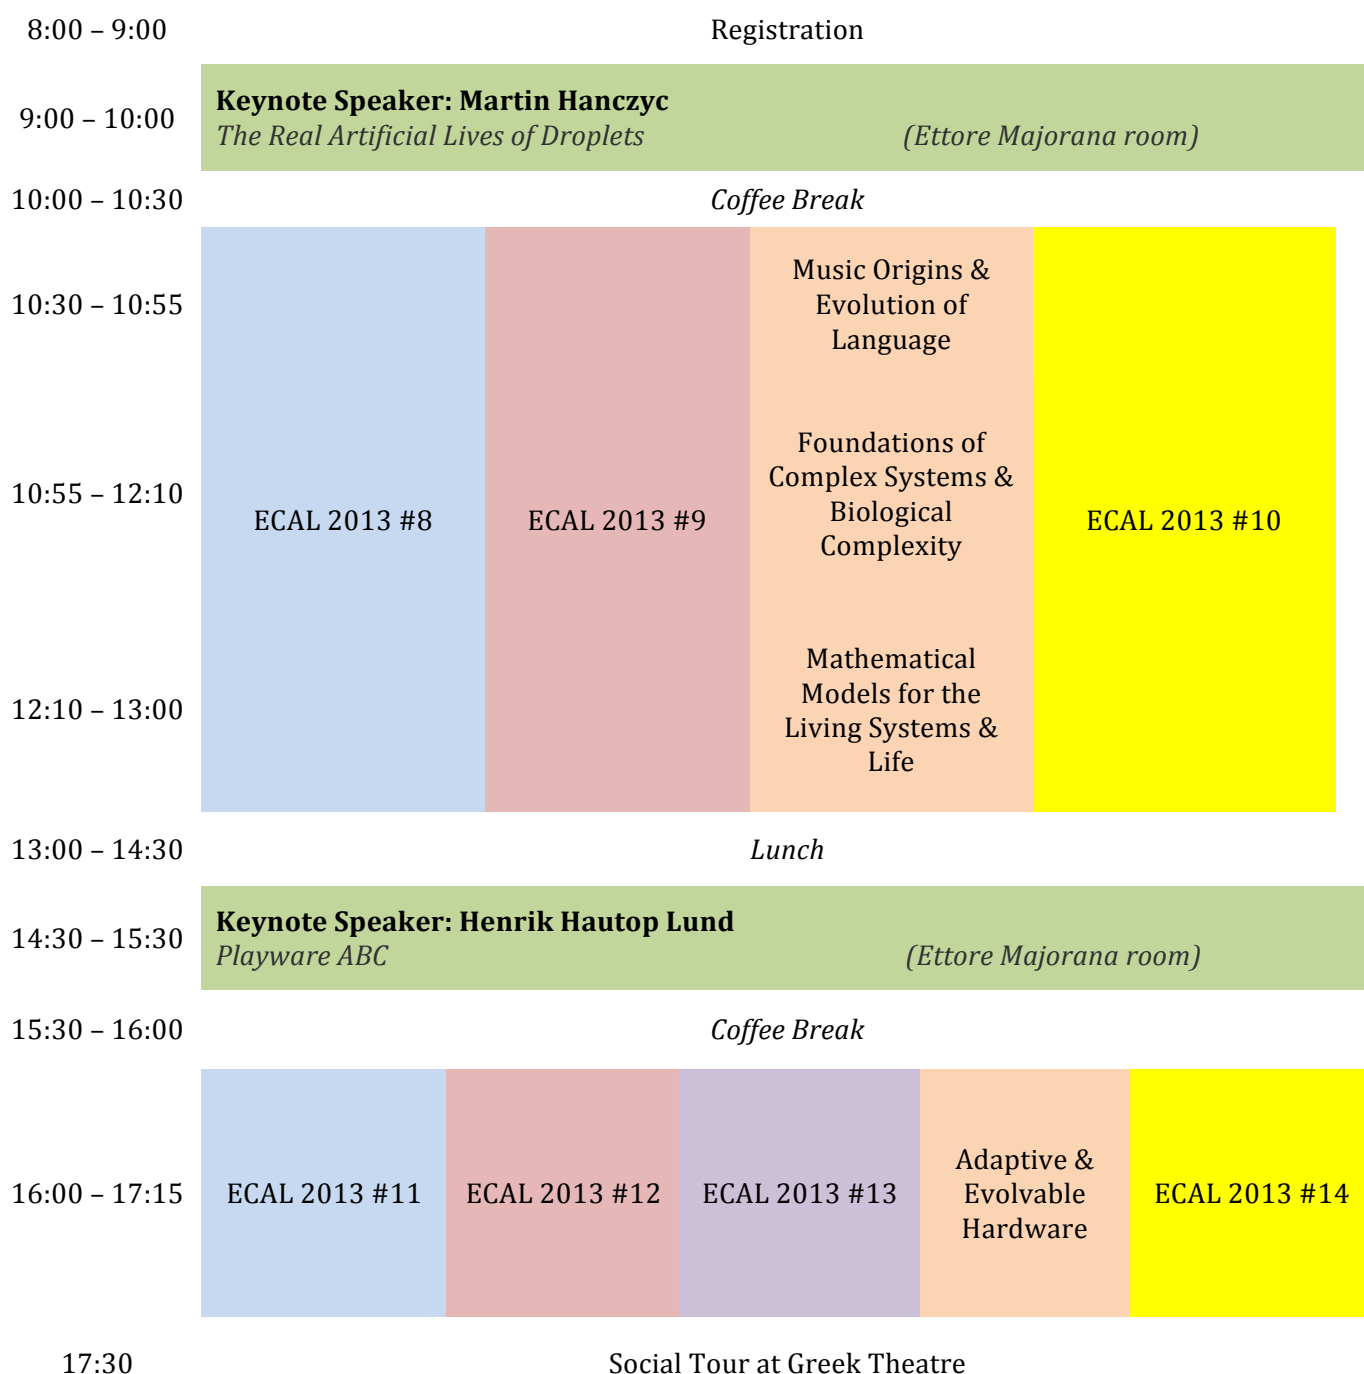 8:00 – 9:00 Registration
9:00 – 10:00
Keynote Speaker: Martin Hanczyc
The Real Artificial Lives of Droplets (Ettore Majorana room)
10:00 – 10:30 Coffee Break
10:30 – 10:55
10:55 – 12:10
12:10 – 13:00
ECAL 2013 #8
ECAL 2013 #9
Music Origins &
Evolution of
Language
Foundations of
Complex Systems &
Biological
Complexity
Mathematical
Models for the
Living Systems &
Life
ECAL 2013 #10
13:00 – 14:30 Lunch
14:30 – 15:30
Keynote Speaker: Henrik Hautop Lund
Playware ABC (Ettore Majorana room)
15:30 – 16:00 Coffee Break
16:00 – 17:15
ECAL 2013 #11
ECAL 2013 #12
ECAL 2013 #13
Adaptive &
Evolvable
Hardware
ECAL 2013 #14
17:30 Social Tour at Greek Theatre